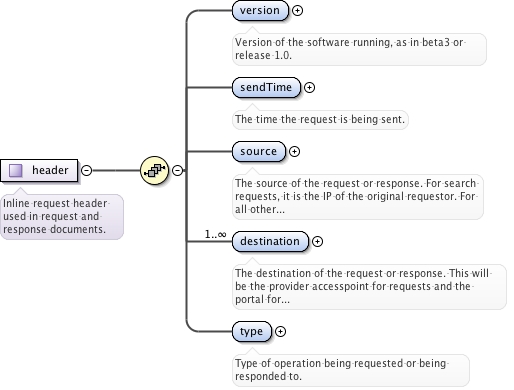 version
Version of the software running, as in beta3 or
release 1.0.
sendTime
The time the request is being sent.
source
The source of the request or response. For search
requests, it is the IP of the original requestor. For
all other...
header
Inline request header
used in request and
response documents.
1..∞
destination
The destination of the request or response. This will
be the provider accesspoint for requests and the
portal for...
type
Type of operation being requested or being
responded to.